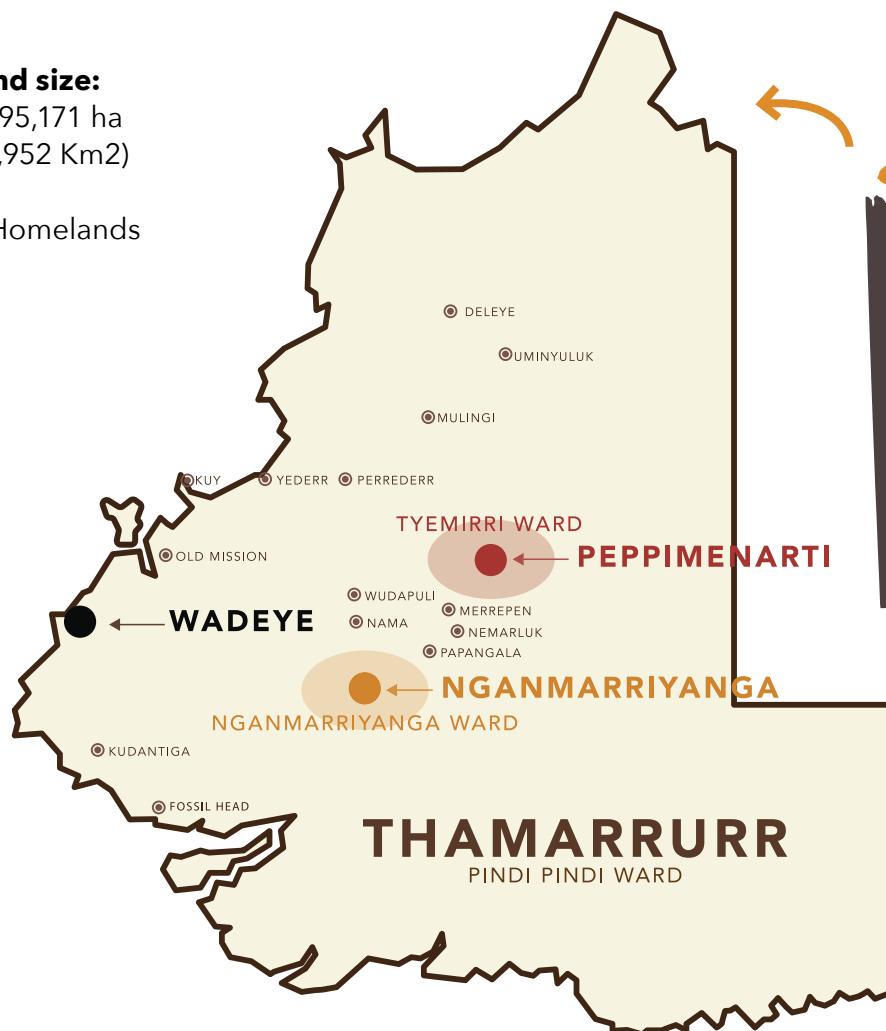 nd size:
95,171 ha
,952 Km2)
Homelands
DELEYE
UMINYULUK
MULINGI
KUY
YEDERR
PERREDERR
TYEMIRRI WARD
OLD MISSION
PEPPIMENARTI
WUDAPULI
MERREPEN
WADEYE
NAMA
NEMARLUK
PAPANGALA
NGANMARRIYANGA
NGANMARRIYANGA WARD
KUDANTIGA
FOSSIL HEAD
THAMARRURR
PINDI PINDI WARD